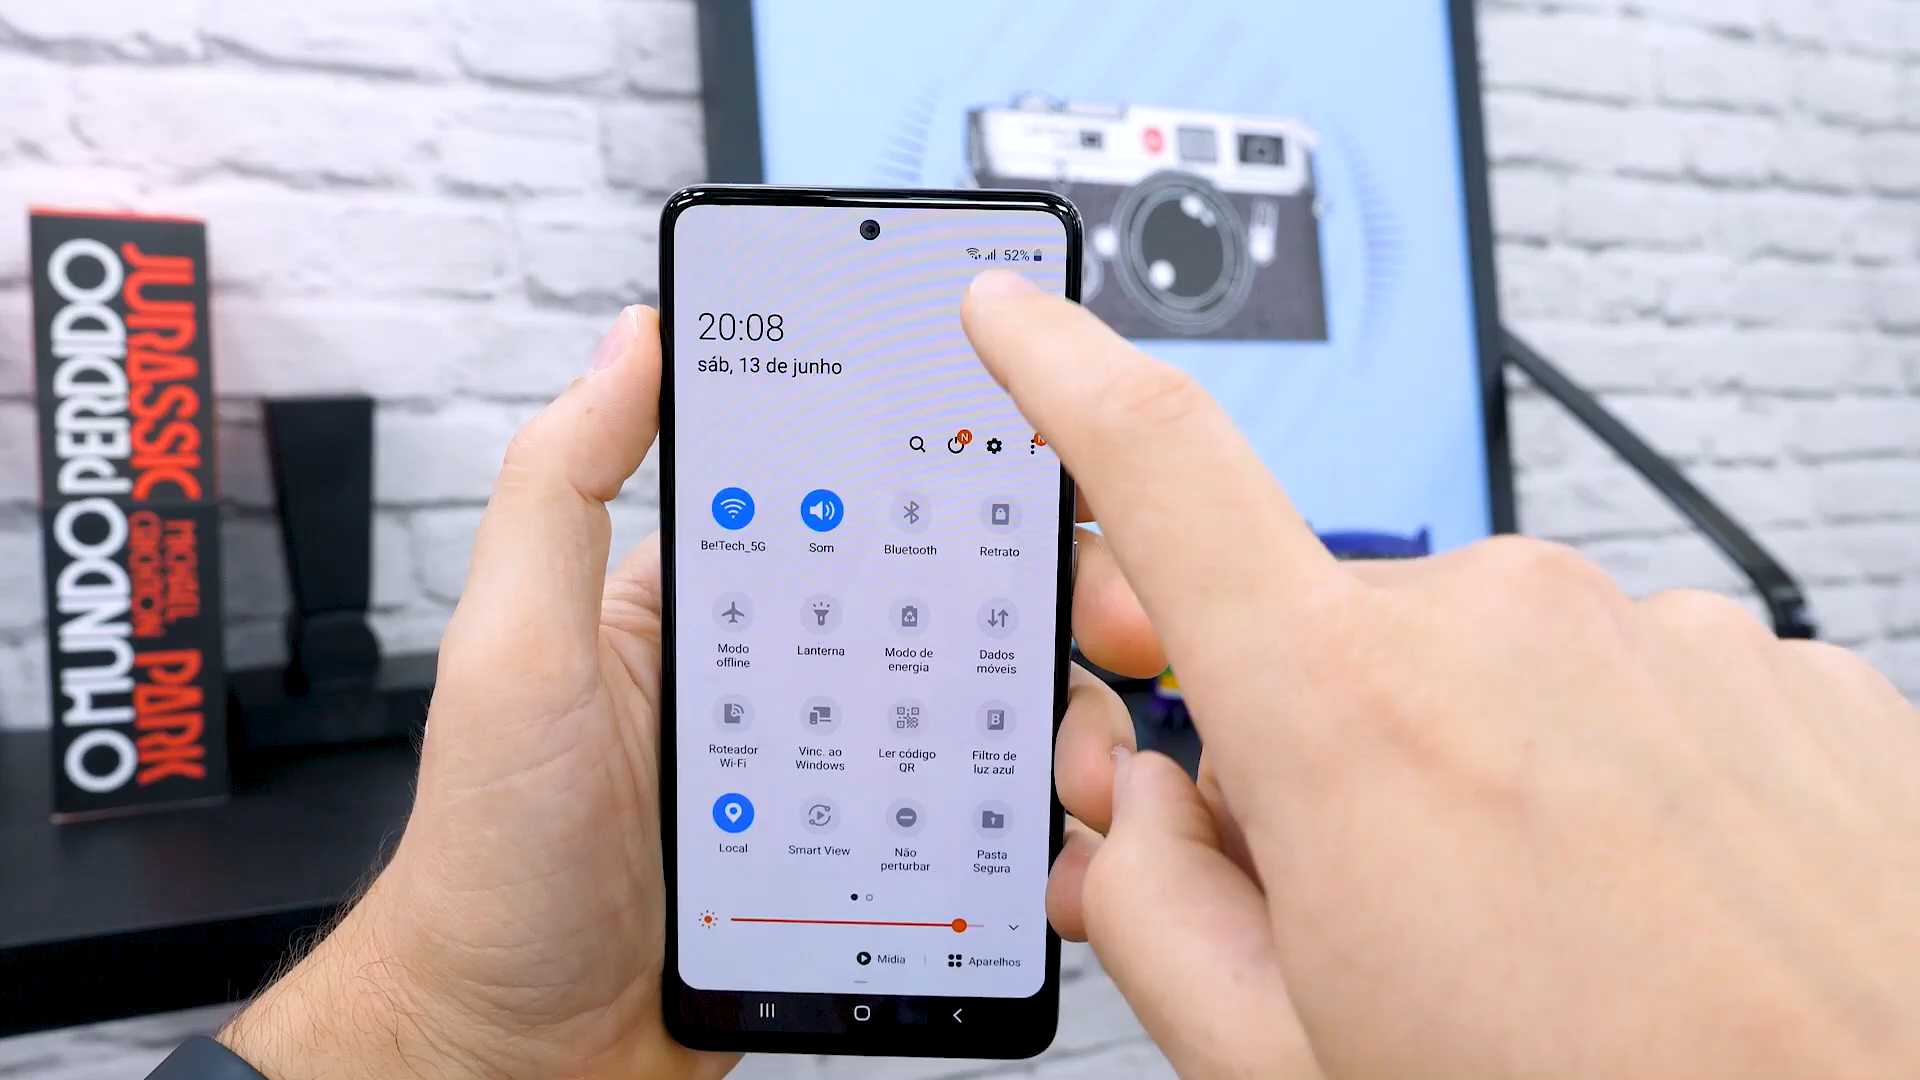 O MUNDO PERDIDO
JURASSIC PARK
MICHAEL CRICHTON
52%
20:08
sáb, 13 de junho
N
N
Be!Tech_5G
Som
Bluetooth
Retrato
Modo
offline
Lanterna
Modo de
energia
Dados
móveis
Roteador
Wi-Fi
Vinc. ao
Windows
Ler código
QR
Filtro de
luz azul
B
Local
Smart View
Não
perturbar
Pasta
Segura
Mídia
Aparelhos